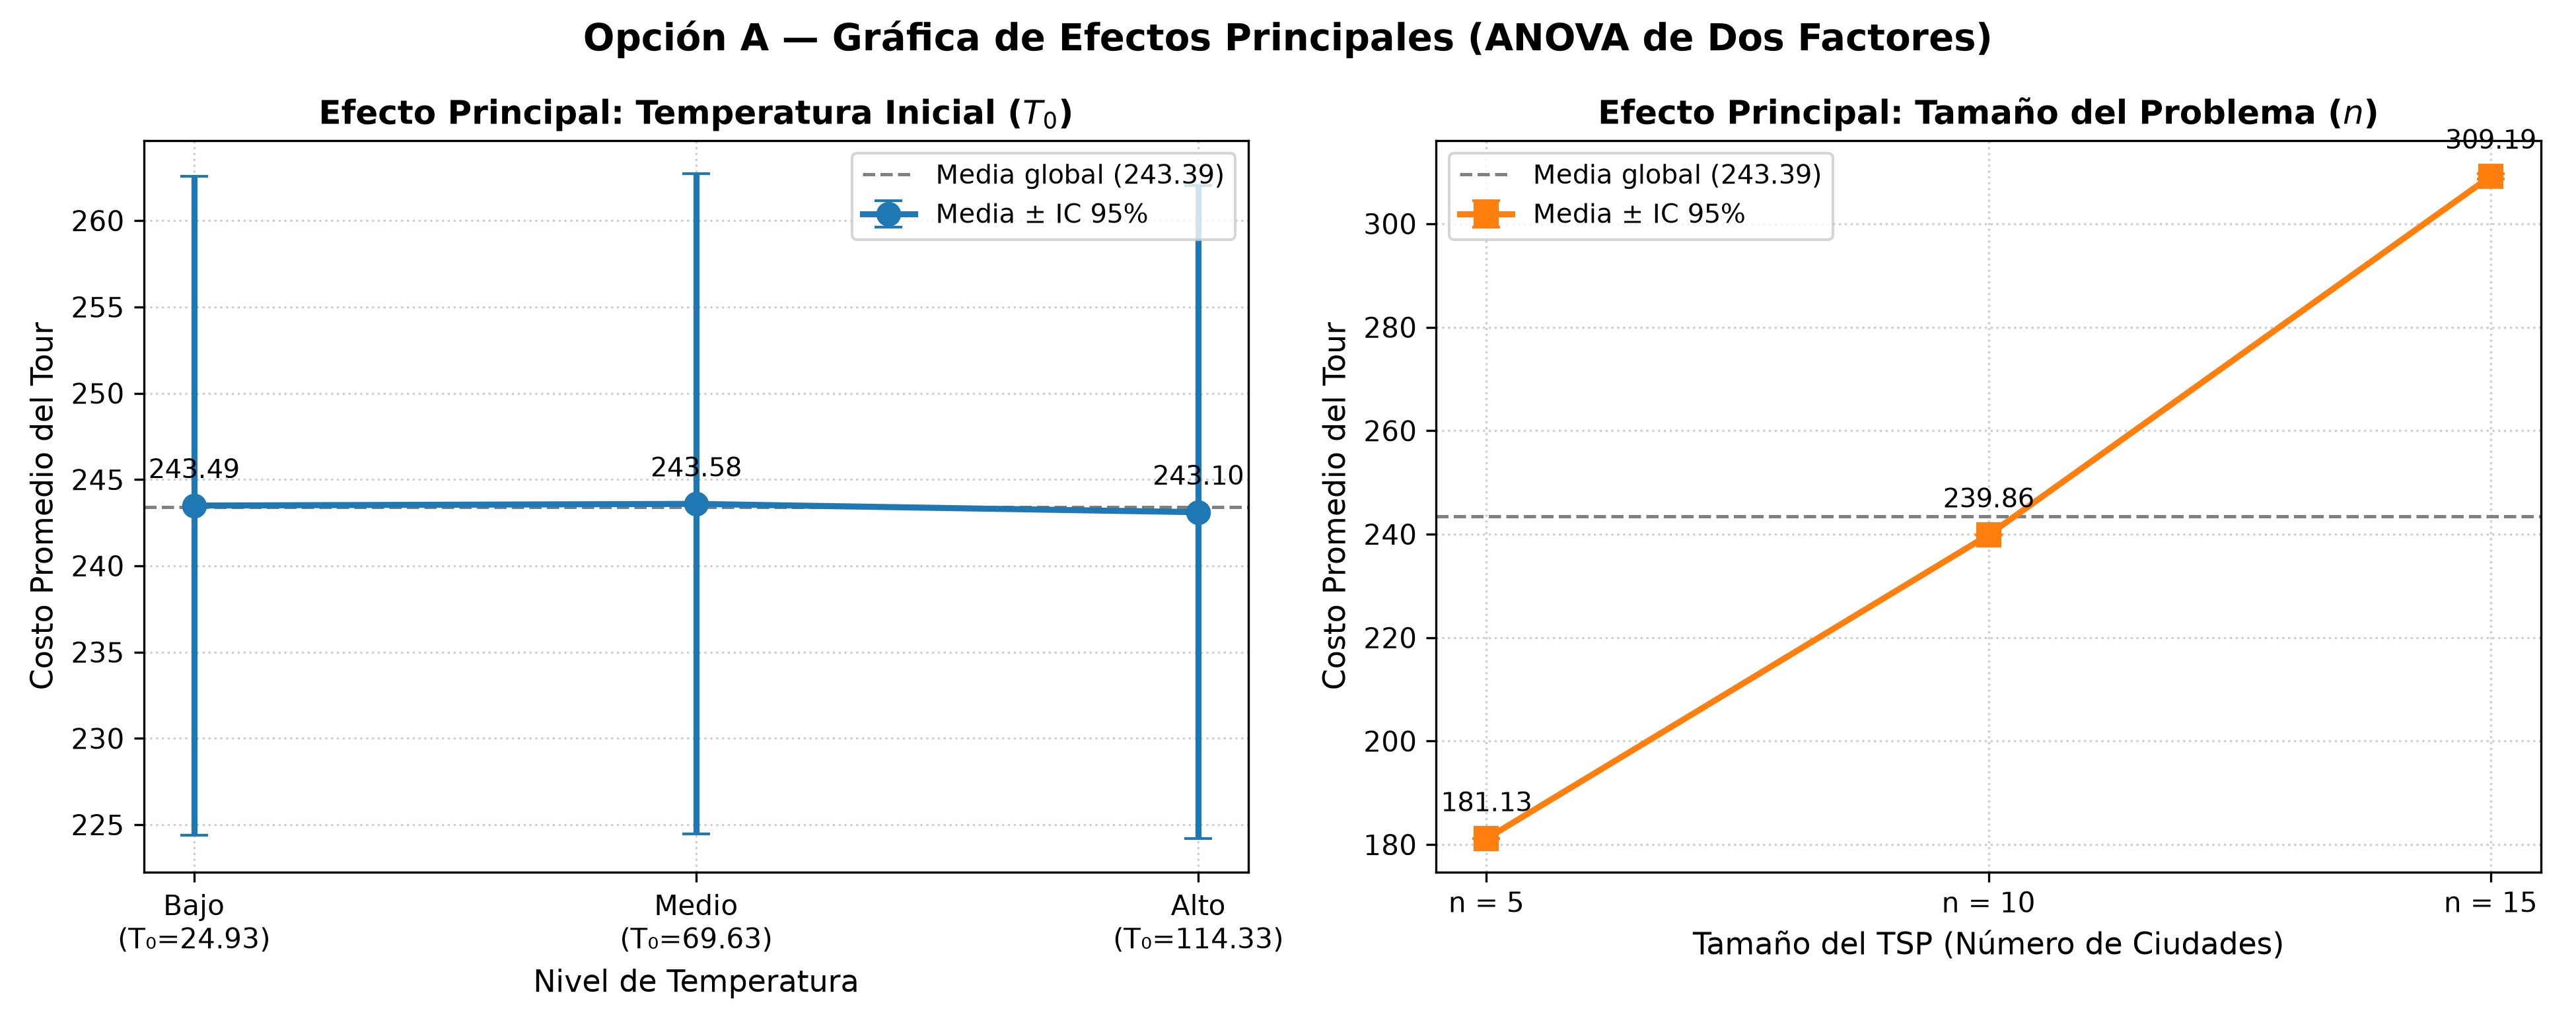 Opción A — Gráfica de Efectos Principales (ANOVA de Dos Factores)
Efecto Principal: Temperatura Inicial (T₀)
Costo Promedio del Tour
260
255
250
245
240
235
230
225
Media global (243.39)
Media ± IC 95%
243.49
243.58
243.10
Bajo
(T₀=24.93)
Medio
(T₀=69.63)
Alto
(T₀=114.33)
Nivel de Temperatura
Efecto Principal: Tamaño del Problema (n)
Costo Promedio del Tour
300
280
260
240
220
200
180
Media global (243.39)
Media ± IC 95%
309.19
239.86
181.13
n = 5
n = 10
n = 15
Tamaño del TSP (Número de Ciudades)